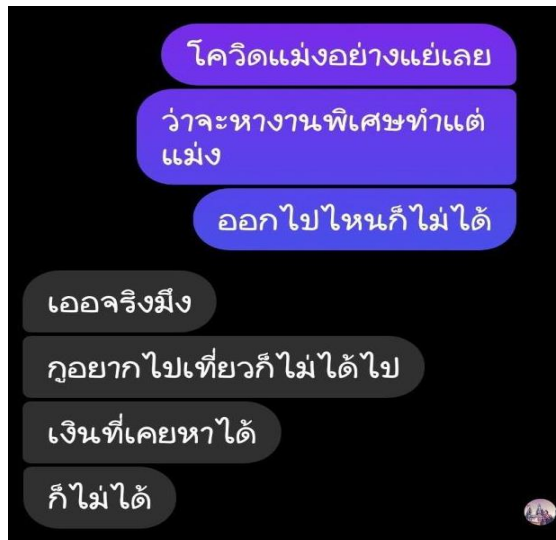 โควิดแม่งอย่างแย่เลย
ว่าจะหางานพิเศษทำแต่
แม่ง
ออกไปไหนก็ไม่ได้
เออจริงมึง
กูอยากไปเที่ยวก็ไม่ได้ไป
เงินที่เคยหาได้
ก็ไม่ได้